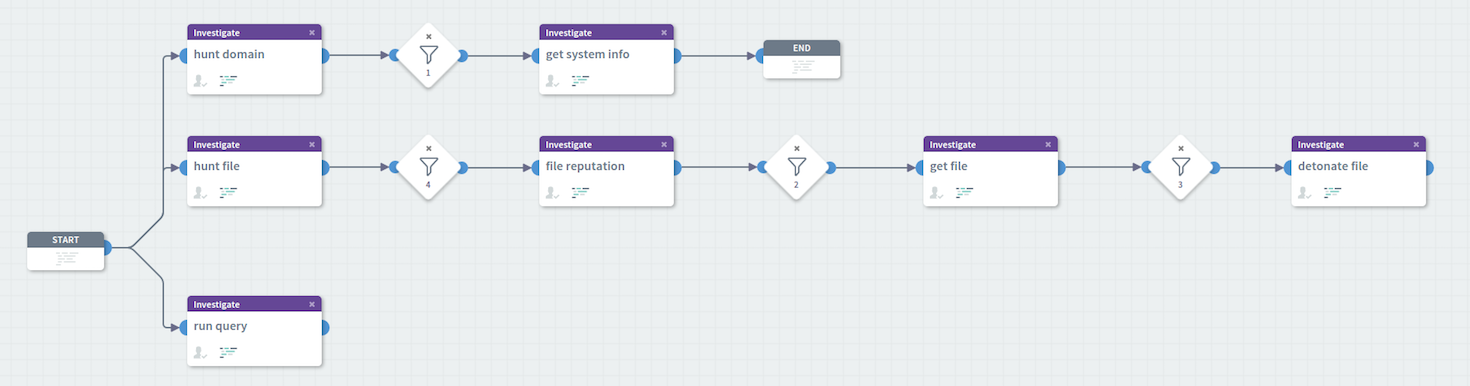 Investigate
hunt domain
1
Investigate
get system info
END
Investigate
hunt file
4
Investigate
file reputation
2
Investigate
get file
3
Investigate
detonate file
START
Investigate
run query